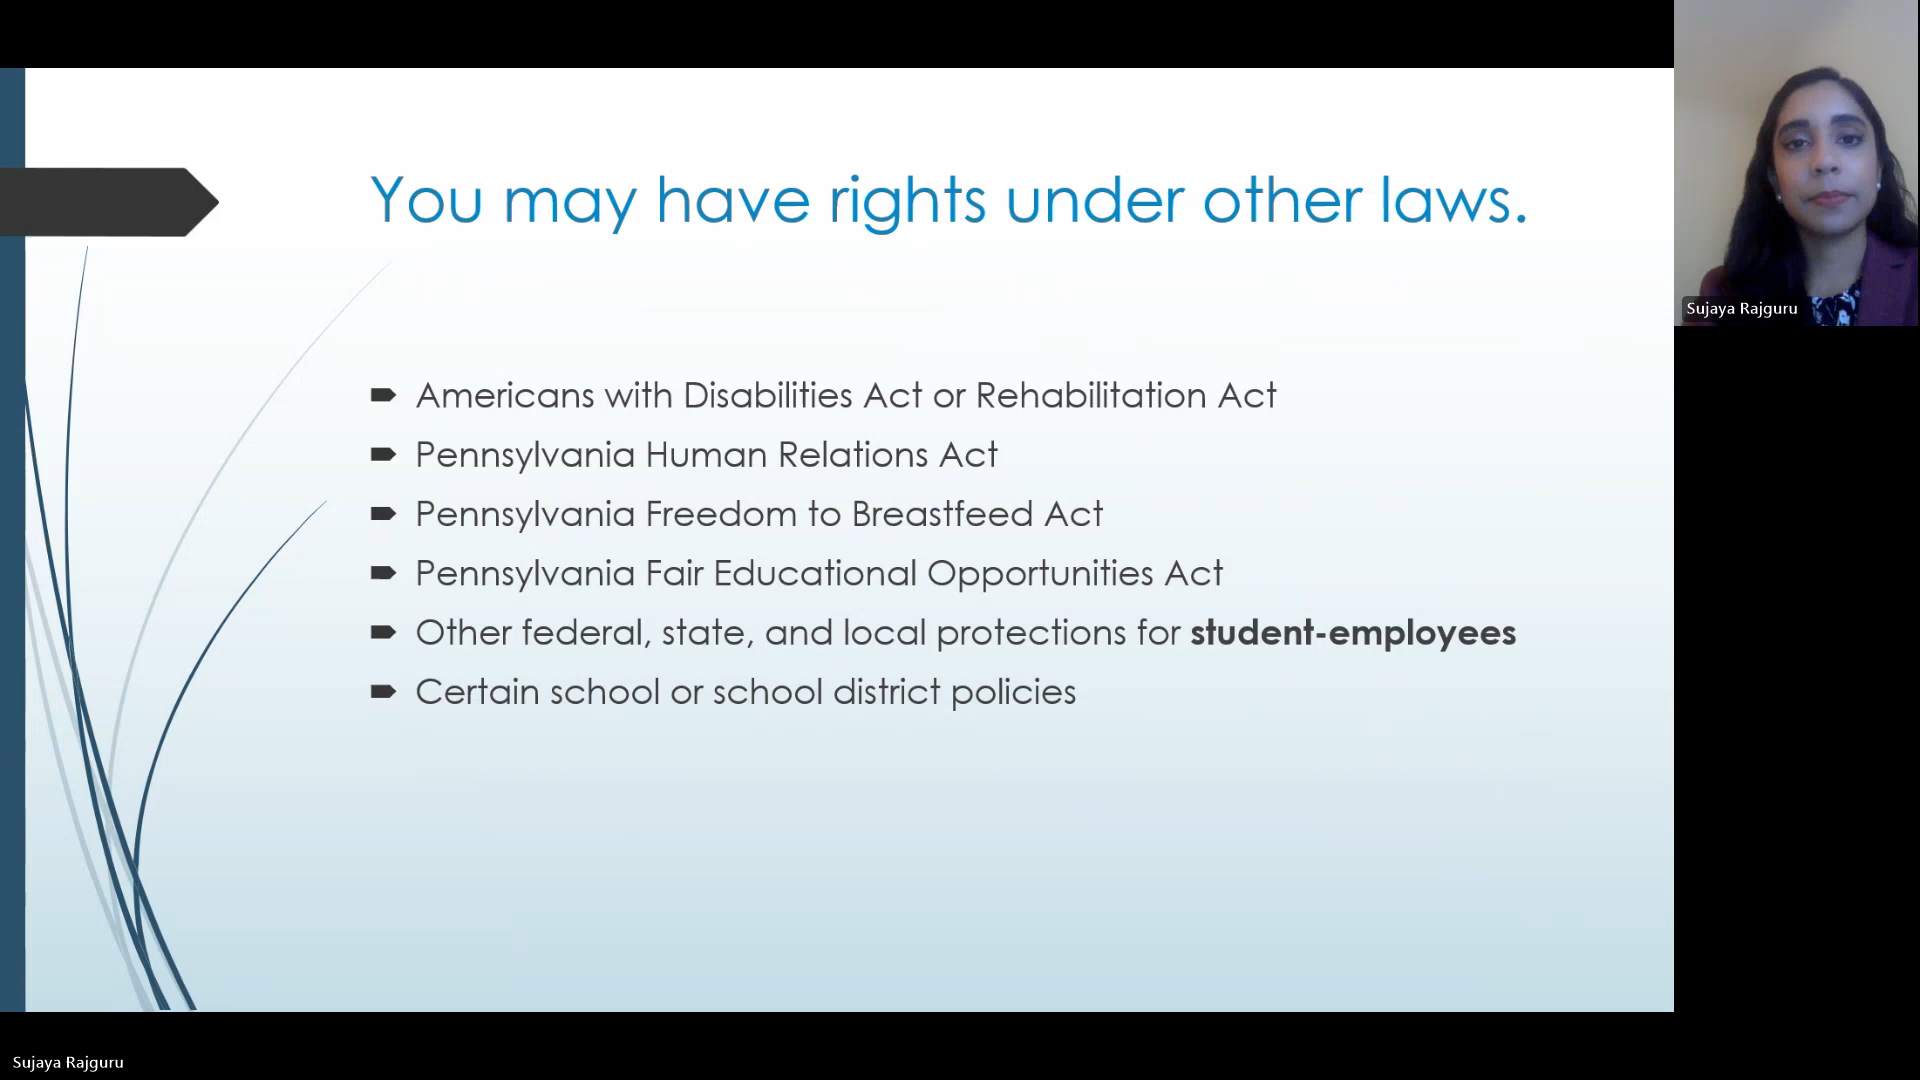 You may have rights under other laws.
Americans with Disabilities Act or Rehabilitation Act
Pennsylvania Human Relations Act
Pennsylvania Freedom to Breastfeed Act
Pennsylvania Fair Educational Opportunities Act
Other federal, state, and local protections for student-employees
Certain school or school district policies
Sujaya Rajguru
Sujaya Rajguru